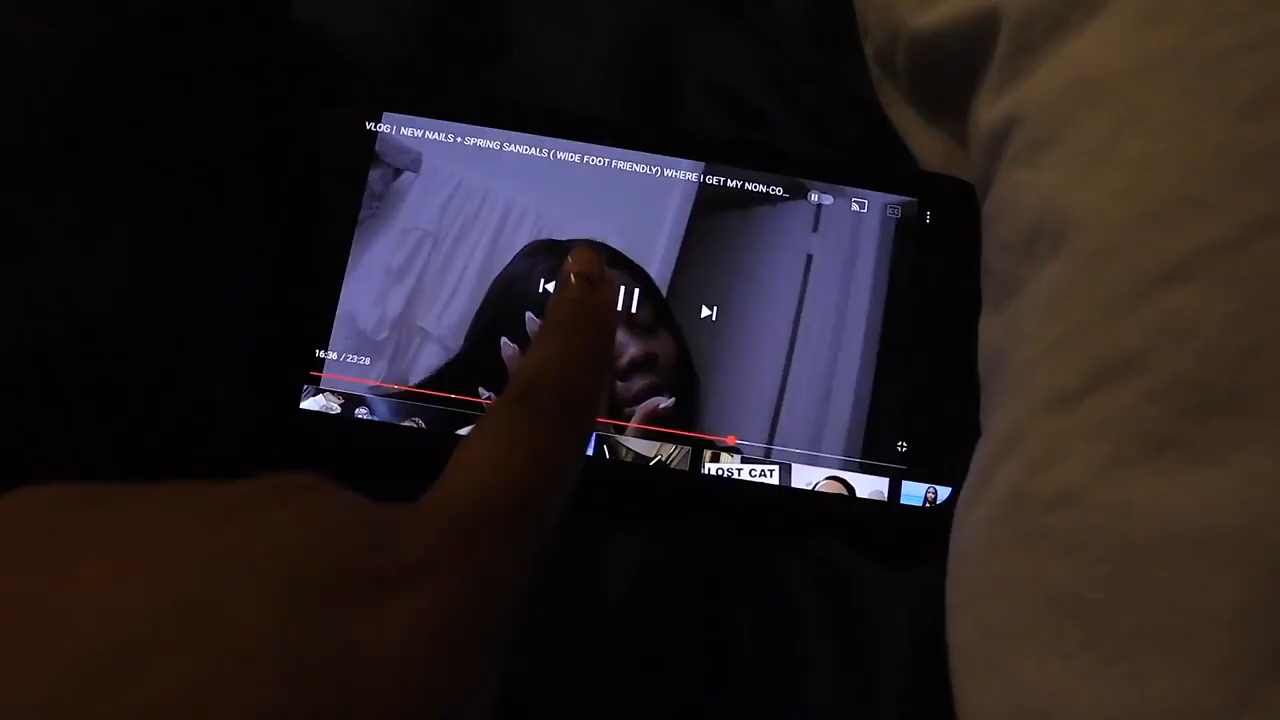 VLOG | NEW NAILS + SPRING SANDALS ( WIDE FOOT FRIENDLY) WHERE I GET MY NON-CO...
CC
16:36 / 23:28
LOST CAT